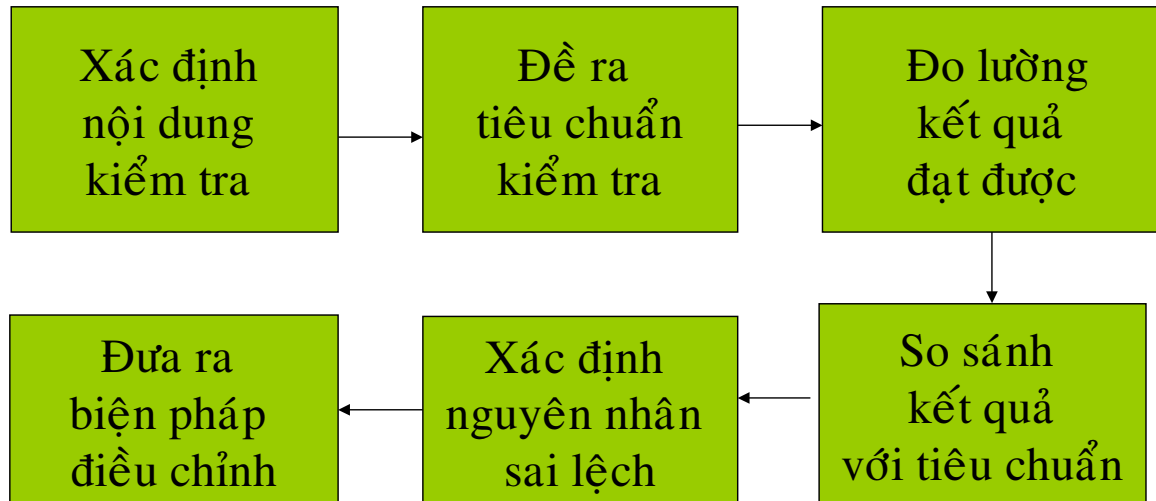 Xác định
nội dung
kiểm tra
Đề ra
tiêu chuẩn
kiểm tra
Đo lường
kết quả
đạt được
So sánh
kết quả
với tiêu chuẩn
Xác định
nguyên nhân
sai lệch
Đưa ra
biện pháp
điều chỉnh